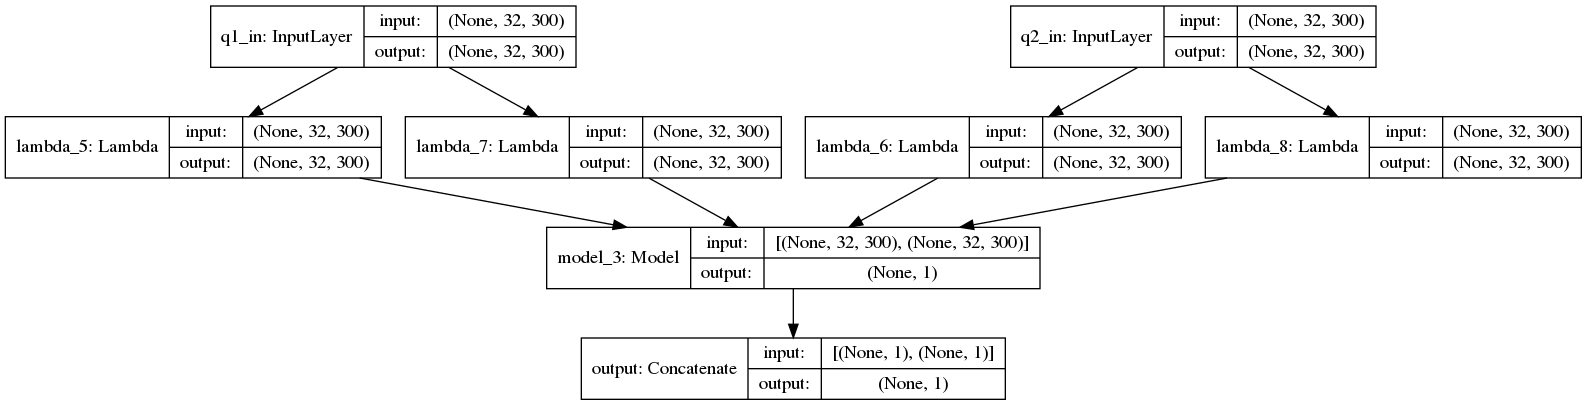 q1_in: InputLayer input: (None, 32, 300) output: (None, 32, 300)
q2_in: InputLayer input: (None, 32, 300) output: (None, 32, 300)
lambda_5: Lambda input: (None, 32, 300) output: (None, 32, 300)
lambda_7: Lambda input: (None, 32, 300) output: (None, 32, 300)
lambda_6: Lambda input: (None, 32, 300) output: (None, 32, 300)
lambda_8: Lambda input: (None, 32, 300) output: (None, 32, 300)
model_3: Model input: [(None, 32, 300), (None, 32, 300)] output: (None, 1)
output: Concatenate input: [(None, 1), (None, 1)] output: (None, 1)